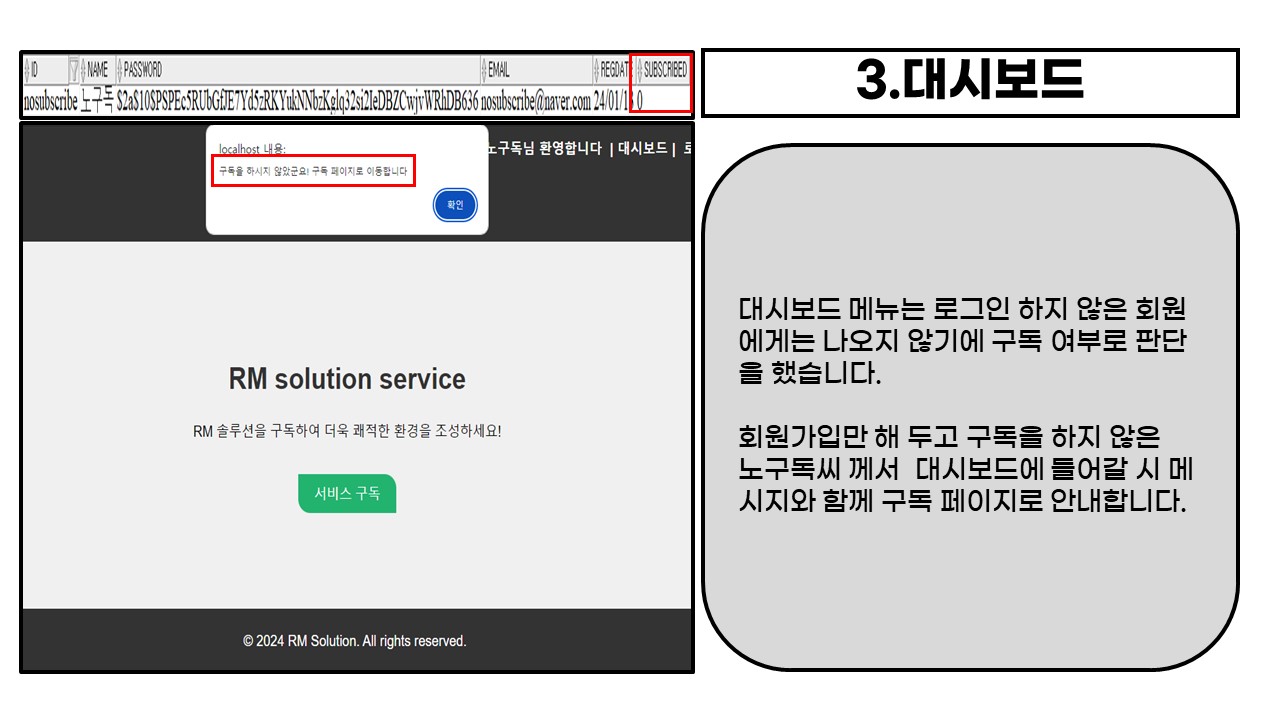 ID NAME PASSWORD EMAIL REGDAT SUBSCRIBED
nosubscribe 노구독 nosubscribe@naver.com 24/01/1 0
localhost 내용:
구독을 하시지 않았군요! 구독 페이지로 이동합니다
확인
노구독님 환영합니다 | 대시보드 |
RM solution service
RM 솔루션을 구독하여 더욱 쾌적한 환경을 조성하세요!
서비스 구독
© 2024 RM Solution. All rights reserved.
3.대시보드
대시보드 메뉴는 로그인 하지 않은 회원
에게는 나오지 않기에 구독 여부로 판단
을 했습니다.
회원가입만 해 두고 구독을 하지 않은
노구독씨 께서 대시보드에 들어갈 시 메
시지와 함께 구독 페이지로 안내합니다.